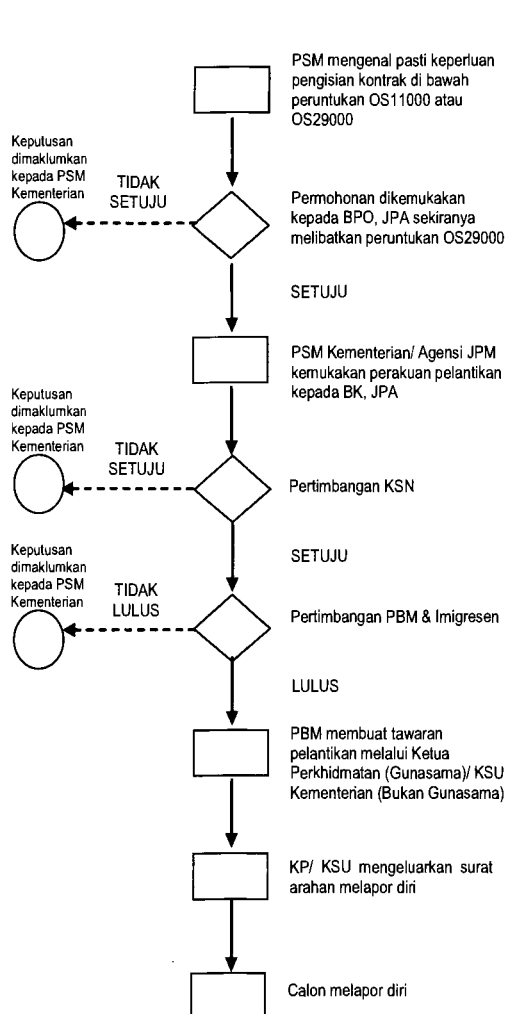 PSM mengenal pasti keperluan
pengisian kontrak di bawah
peruntukan OS11000 atau
OS29000
Keputusan
dimaklumkan
kepada PSM
Kementerian
TIDAK
SETUJU
Permohonan dikemukakan
kepada BPO, JPA sekiranya
melibatkan peruntukan OS29000
SETUJU
PSM Kementerian/ Agensi JPM
kemukakan perakuan pelantikan
kepada BK, JPA
Keputusan
dimaklumkan
kepada PSM
Kementerian
TIDAK
SETUJU
Pertimbangan KSN
SETUJU
Keputusan
dimaklumkan
kepada PSM
Kementerian
TIDAK
LULUS
Pertimbangan PBM & Imigresen
LULUS
PBM membuat tawaran
pelantikan melalui Ketua
Perkhidmatan (Gunasama)/ KSU
Kementerian (Bukan Gunasama)
KP/ KSU mengeluarkan surat
arahan melapor diri
Calon melapor diri